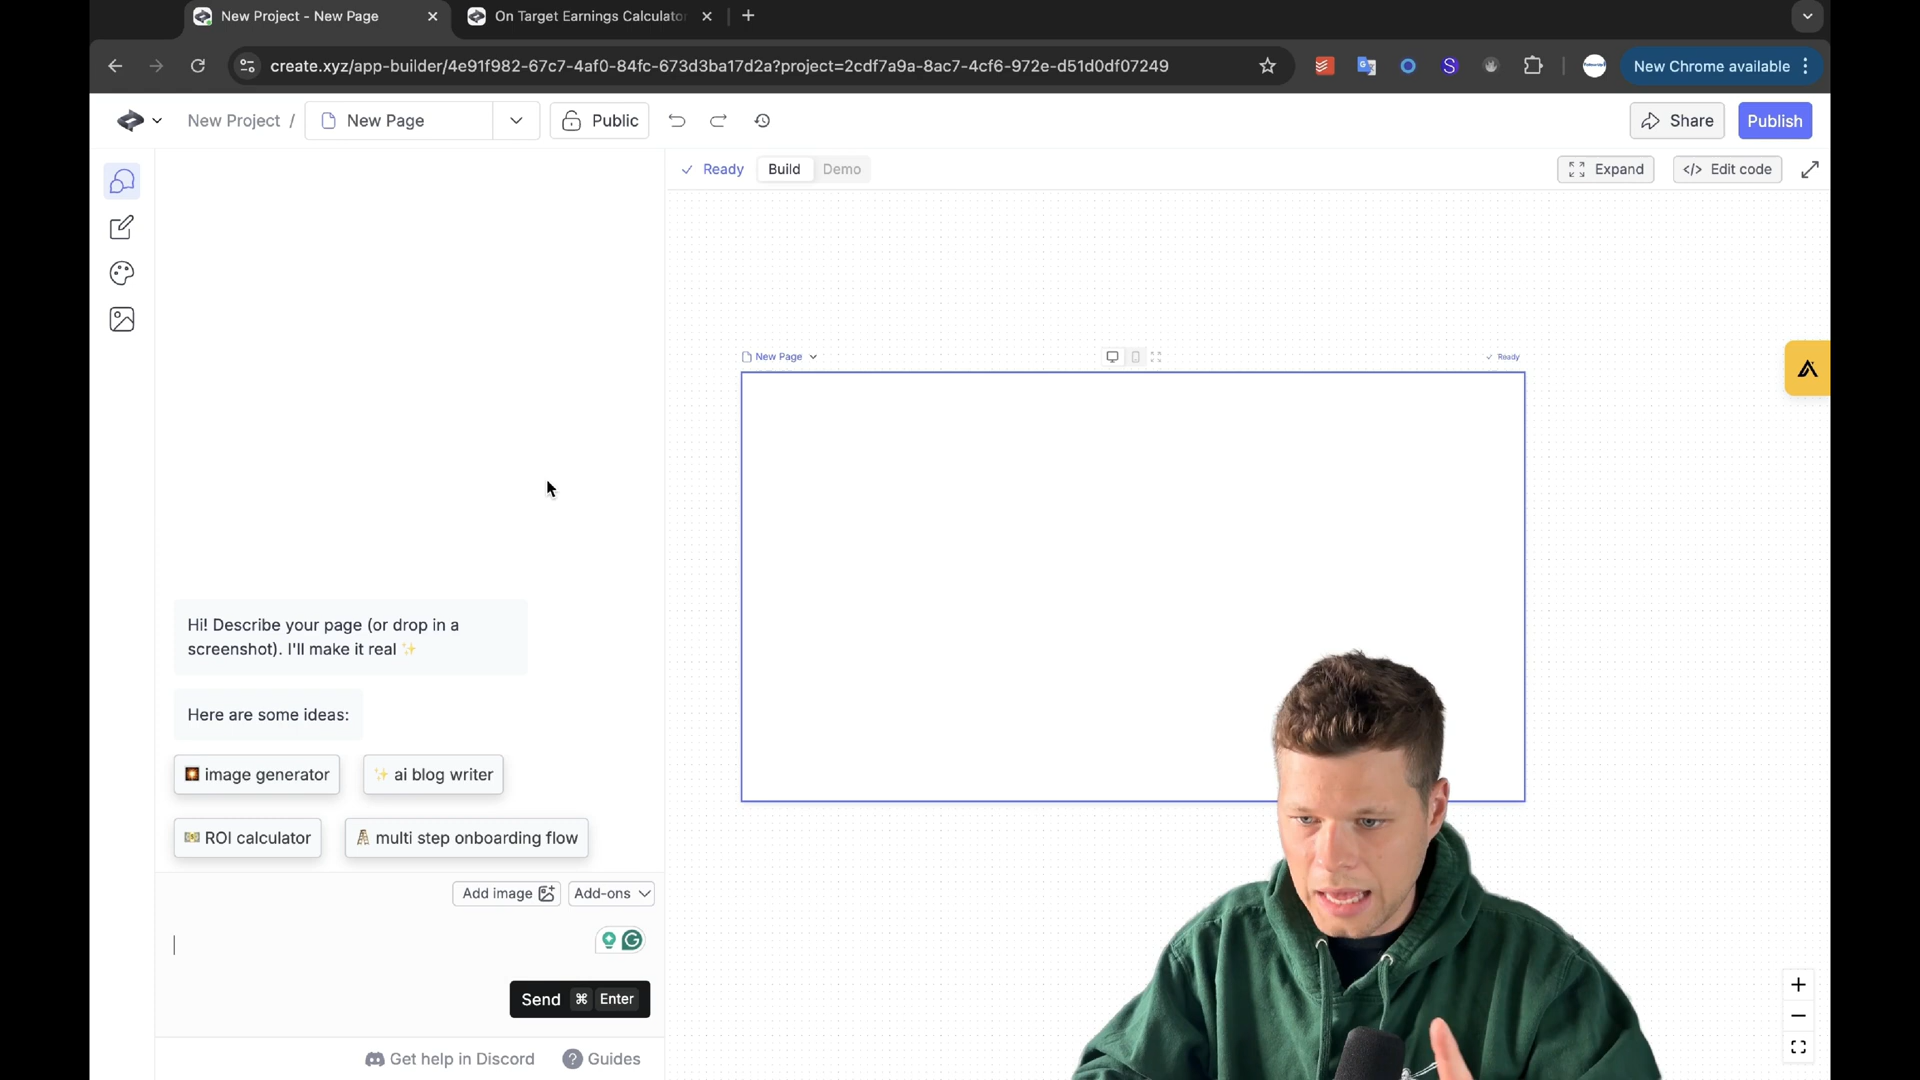 New Project - New Page
On Target Earnings Calculator
create.xyz/app-builder/4e91f982-67c7-4af0-84fc-673d3ba17d2a?project=2cdf7a9a-8ac7-4cf6-972e-d51d0df07249
New Chrome available
New Project /
New Page
Public
Share
Publish
Ready
Build
Demo
Expand
Edit code
New Page
Ready
Hi! Describe your page (or drop in a
screenshot). I'll make it real ✨
Here are some ideas:
image generator
ai blog writer
ROI calculator
multi step onboarding flow
Add image
Add-ons
Send ⌘ Enter
Get help in Discord
Guides